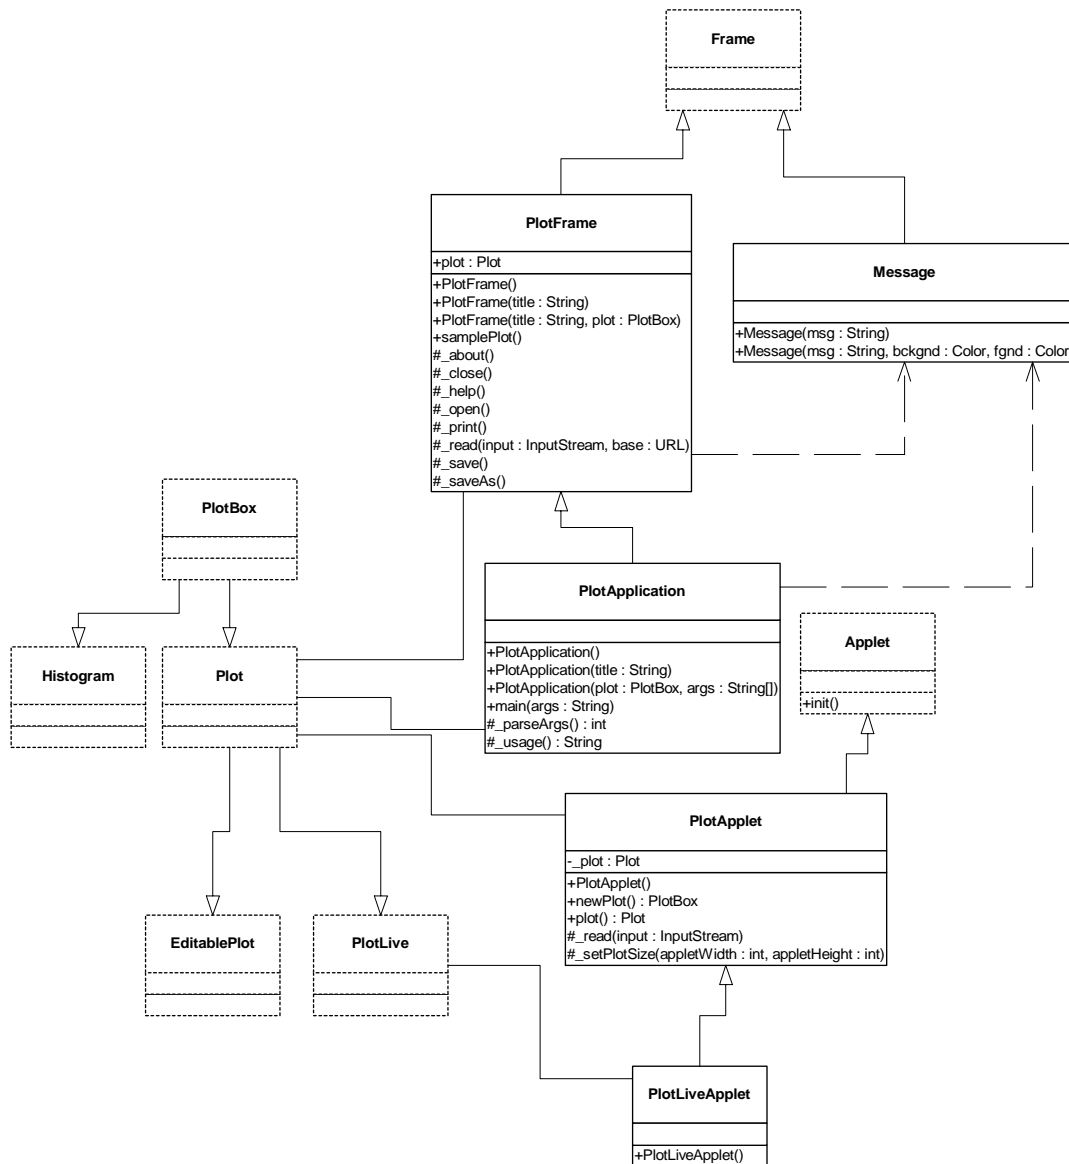 Frame
PlotFrame
+plot : Plot
+PlotFrame()
+PlotFrame(title : String)
+PlotFrame(title : String, plot : PlotBox)
+samplePlot()
#_about()
#_close()
#_help()
#_open()
#_print()
#_read(input : InputStream, base : URL)
#_save()
#_saveAs()
Message
+Message(msg : String)
+Message(msg : String, bckgnd : Color, fgnd : Color
PlotBox
Histogram
Plot
PlotApplication
+PlotApplication()
+PlotApplication(title : String)
+PlotApplication(plot : PlotBox, args : String[])
+main(args : String)
#_parseArgs() : int
#_usage() : String
Applet
+init()
PlotApplet
-_plot : Plot
+PlotApplet()
+newPlot() : PlotBox
+plot() : Plot
#_read(input : InputStream)
#_setPlotSize(appletWidth : int, appletHeight : int)
EditablePlot
PlotLive
PlotLiveApplet
+PlotLiveApplet()